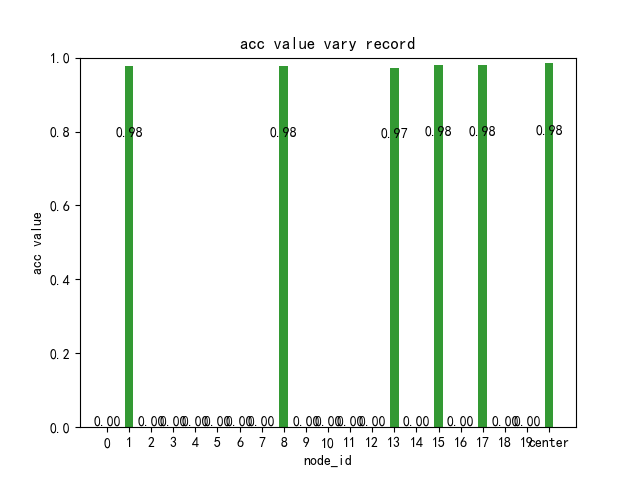 acc value vary record
acc value
1.0
0.8
0.6
0.4
0.2
0.0
0.98 0.98 0.97 0.98 0.98 0.98
0.00 0.00 0.00 0.00 0.00 0.00 0.00 0.00 0.00 0.00 0.00 0.00 0.00 0.00 0.00
0 1 2 3 4 5 6 7 8 9 10 11 12 13 14 15 16 17 18 19 center
node_id